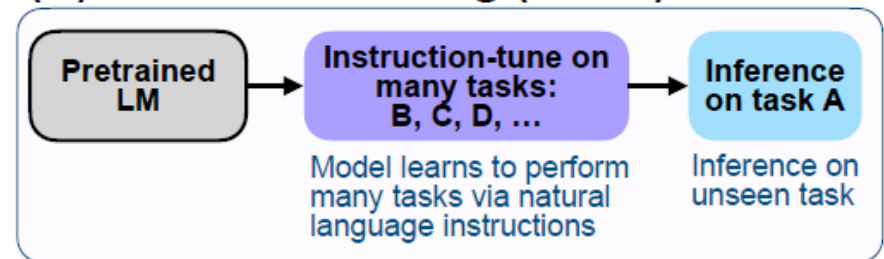 Pretrained
LM
Instruction-tune on
many tasks:
B, C, D, ...
Inference
on task A
Model learns to perform
many tasks via natural
language instructions
Inference on
unseen task